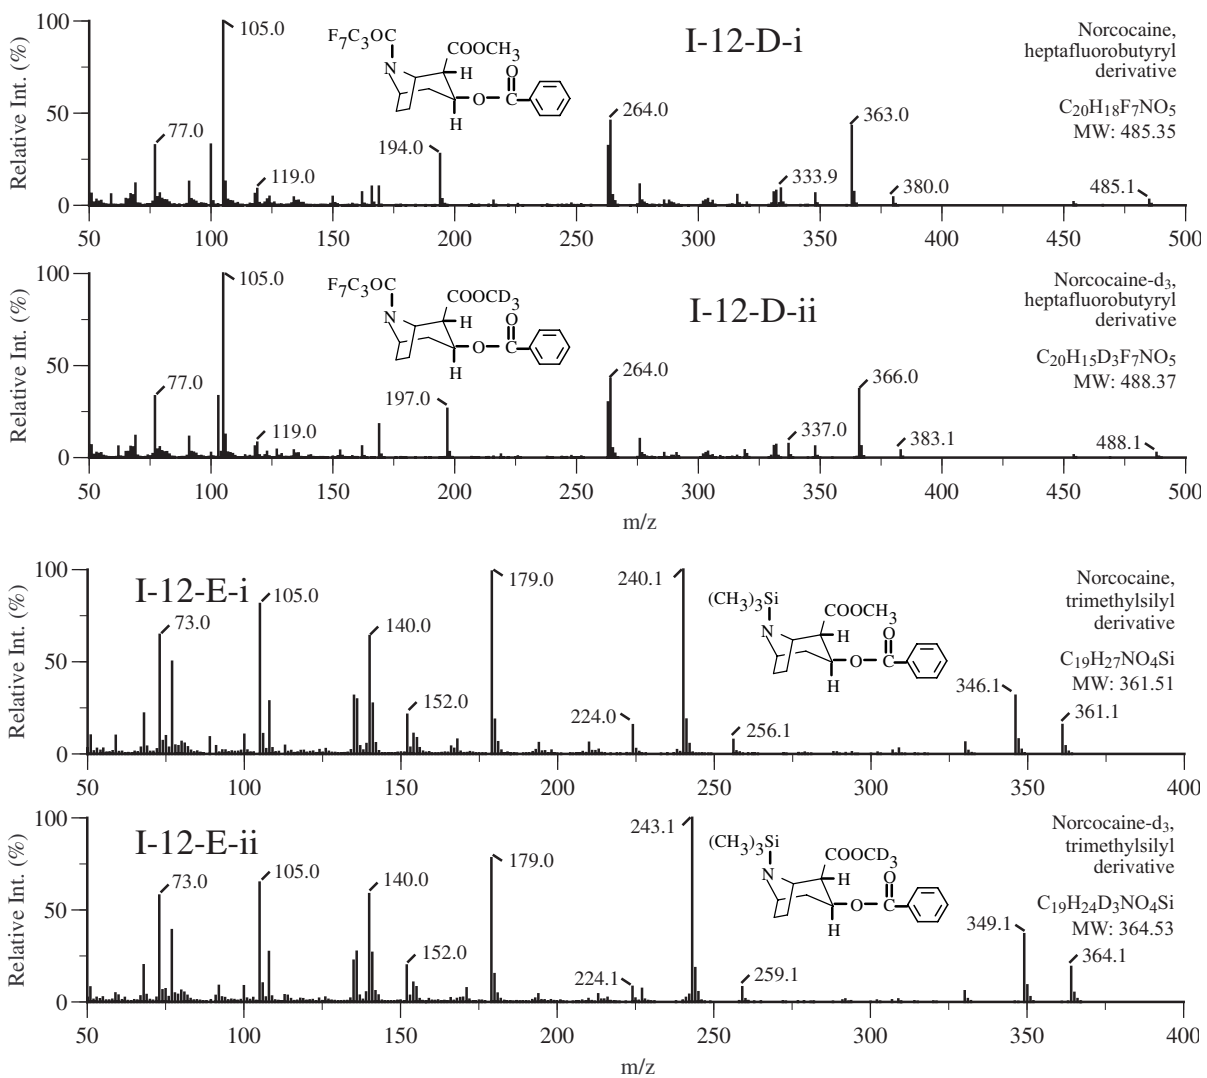 I-12-D-i
Norcocaine,
heptafluorobutyryl
derivative
C20H18F7NO5
MW: 485.35
Relative Int. (%)
100
50
0
F7C3OC
N
COOCH3
H
O
O
C
H
77.0
105.0
119.0
194.0
264.0
333.9
363.0
380.0
485.1
50 100 150 200 250 300 350 400 450 500
I-12-D-ii
Norcocaine-d3,
heptafluorobutyryl
derivative
C20H15D3F7NO5
MW: 488.37
Relative Int. (%)
100
50
0
F7C3OC
N
COOCD3
H
O
O
C
H
77.0
105.0
119.0
197.0
264.0
337.0
366.0
383.1
488.1
50 100 150 200 250 300 350 400 450 500
m/z
I-12-E-i
Norcocaine,
trimethylsilyl
derivative
C19H27NO4Si
MW: 361.51
Relative Int. (%)
100
50
0
(CH3)3Si
N
COOCH3
H
O
O
C
H
73.0
105.0
140.0
152.0
179.0
224.0
240.1
256.1
346.1
361.1
50 100 150 200 250 300 350 400
I-12-E-ii
Norcocaine-d3,
trimethylsilyl
derivative
C19H24D3NO4Si
MW: 364.53
Relative Int. (%)
100
50
0
(CH3)3Si
N
COOCD3
H
O
O
C
H
73.0
105.0
140.0
152.0
179.0
224.1
243.1
259.1
349.1
364.1
50 100 150 200 250 300 350 400
m/z